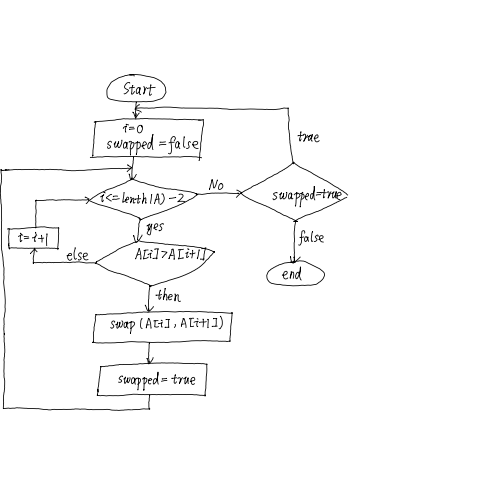 Start
i=0
swapped=false
true
i<=lenth(A)-2
No
swapped=true
yes
i=i+1
A[i]>A[i+1]
else
false
end
then
swap(A[i],A[i+1])
swapped=true